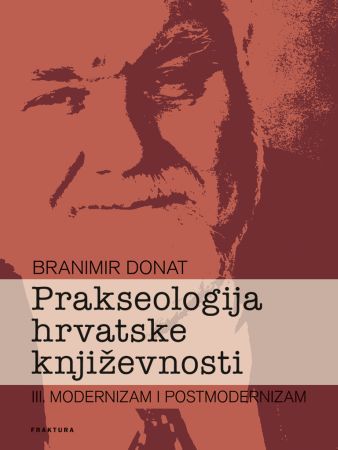 BRANIMIR DONAT
Prakseologija
hrvatske
književnosti
III. MODERNIZAM I POSTMODERNIZAM
FRAKTURA